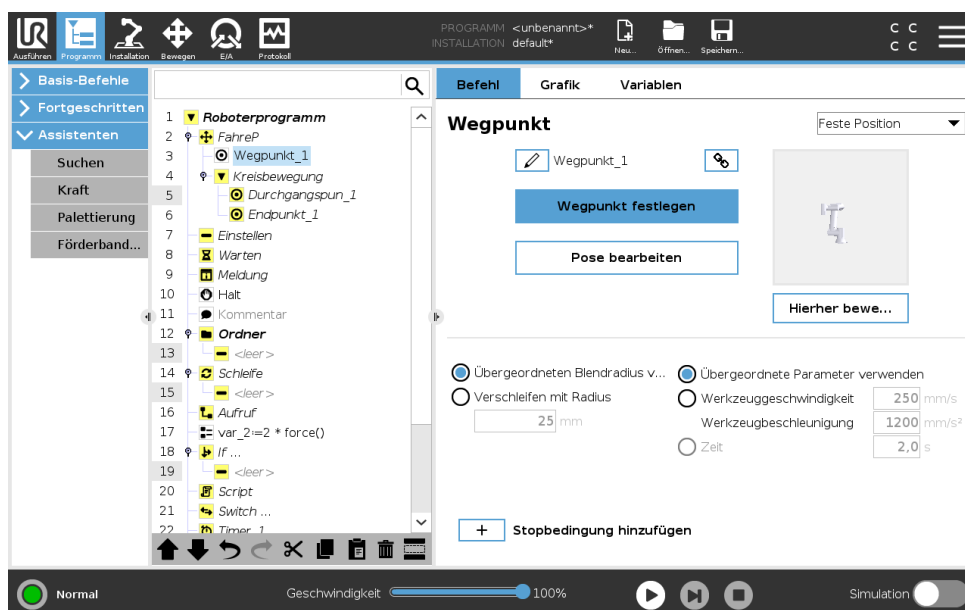 PROGRAMM <unbenannt>*
INSTALLATION default*
Ausführen Programm Installation Bewegen E/A Protokoll
Neu... Öffnen... Speichern...
C C
C C
Basis-Befehle
Fortgeschritten
Assistenten
Suchen
Kraft
Palettierung
Förderband...
1 Roboterprogramm
2 FahreP
3 Wegpunkt_1
4 Kreisbewegung
5 Durchgangspun_1
6 Endpunkt_1
7 Einstellen
8 Warten
9 Meldung
10 Halt
11 Kommentar
12 Ordner
13 <leer>
14 Schleife
15 <leer>
16 Aufruf
17 var_2:=2 * force()
18 If ...
19 <leer>
20 Script
21 Switch ...
22 Timer_1
Befehl Grafik Variablen
Wegpunkt
Feste Position
Wegpunkt_1
Wegpunkt festlegen
Pose bearbeiten
Hierher bewe...
Übergeordneten Blendradius v...
Verschleifen mit Radius
25 mm
Übergeordnete Parameter verwenden
Werkzeuggeschwindigkeit 250 mm/s
Werkzeugbeschleunigung 1200 mm/s²
Zeit 2,0 s
+ Stopbedingung hinzufügen
Normal
Geschwindigkeit 100%
Simulation